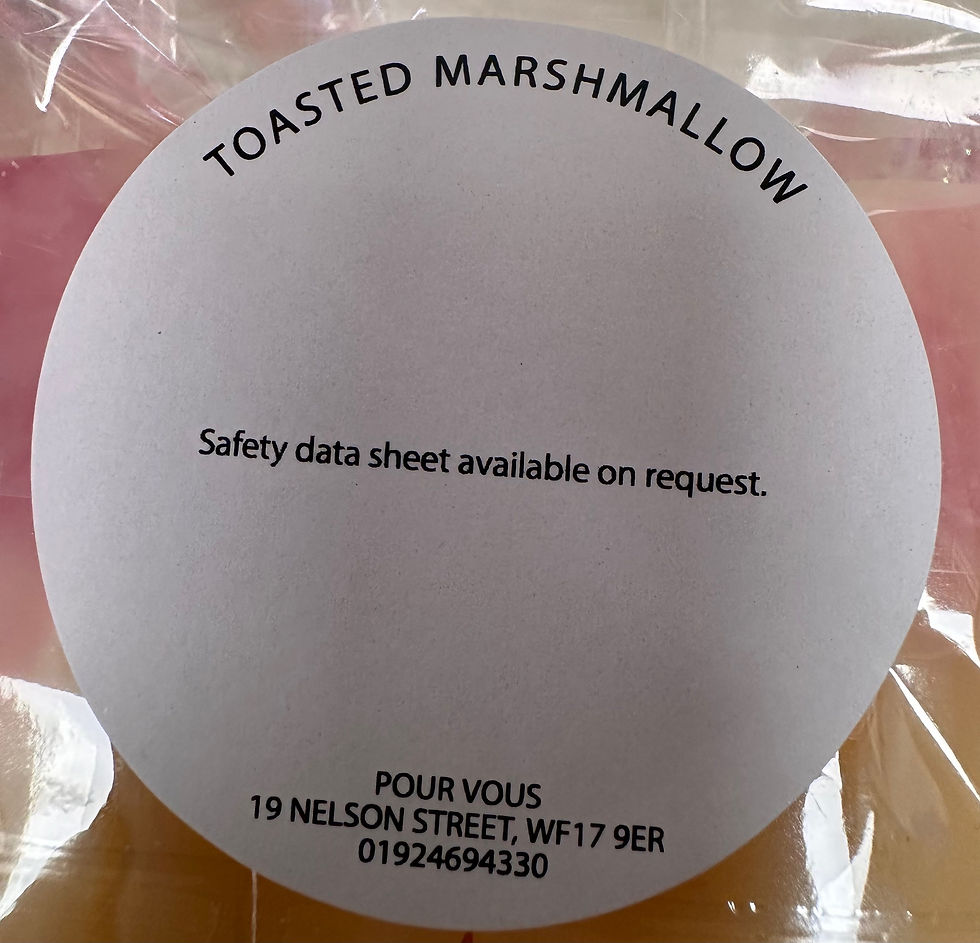 TOASTED MARSHMALLOW
Safety data sheet available on request.
POUR VOUS
19 NELSON STREET, WF17 9ER
01924694330